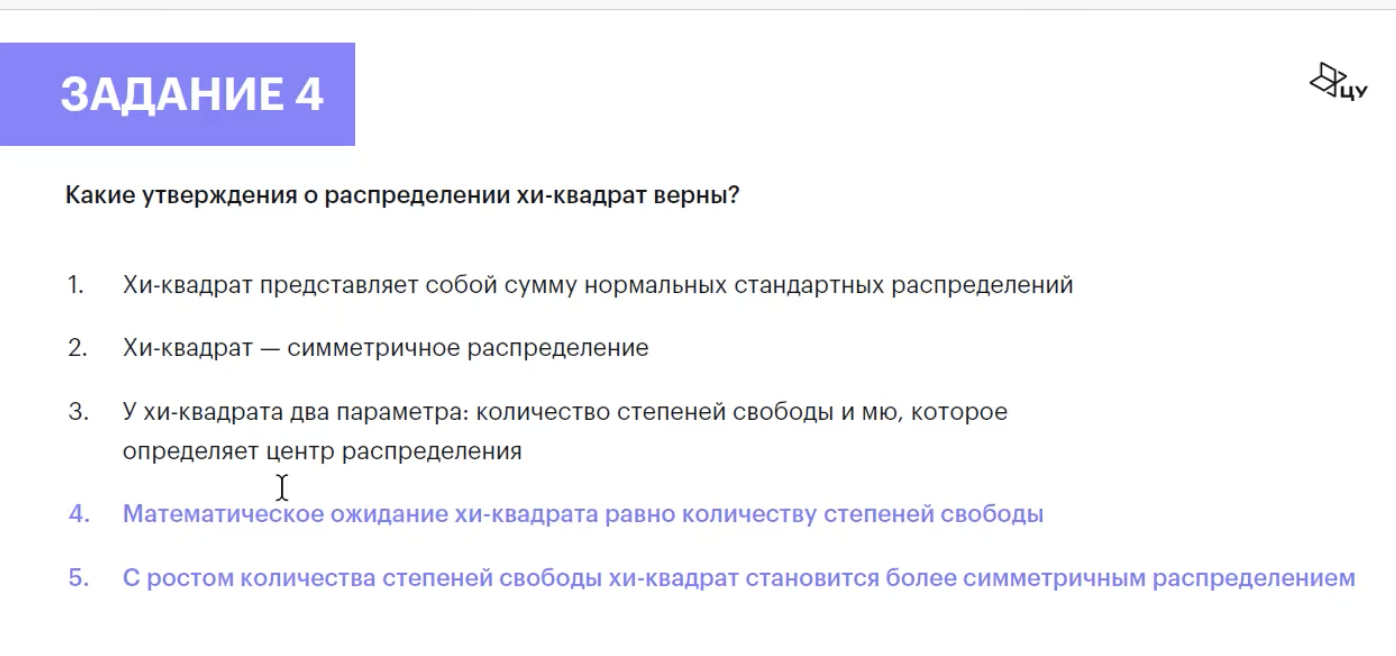 ЗАДАНИЕ 4
ЦУ
Какие утверждения о распределении хи-квадрат верны?
1. Хи-квадрат представляет собой сумму нормальных стандартных распределений
2. Хи-квадрат — симметричное распределение
3. У хи-квадрата два параметра: количество степеней свободы и мю, которое
определяет центр распределения
4. Математическое ожидание хи-квадрата равно количеству степеней свободы
5. С ростом количества степеней свободы хи-квадрат становится более симметричным распределением